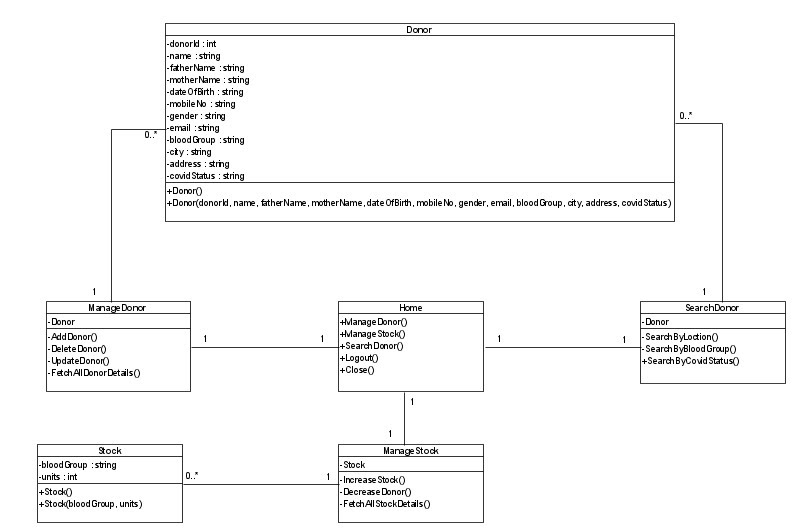 Donor
-donorId : int
-name : string
-fatherName : string
-motherName : string
-dateOfBirth : string
-mobileNo : string
-gender : string
-email : string
-bloodGroup : string
-city : string
-address : string
-covidStatus : string
+Donor()
+Donor(donorId, name, fatherName, motherName, dateOfBirth, mobileNo, gender, email, bloodGroup, city, address, covidStatus)
0..*
0..*
1
1
ManageDonor
-Donor
-AddDonor()
-DeleteDonor()
-UpdateDonor()
-FetchAllDonorDetails()
1
1
Home
+ManageDonor()
+ManageStock()
+SearchDonor()
+Logout()
+Close()
1
1
SearchDonor
-Donor
-SearchByLoction()
-SearchByBloodGroup()
+SearchByCovidStatus()
1
1
Stock
-bloodGroup : string
-units : int
+Stock()
+Stock(bloodGroup, units)
0..*
1
ManageStock
-Stock
-IncreaseStock()
-DecreaseDonor()
-FetchAllStockDetails()